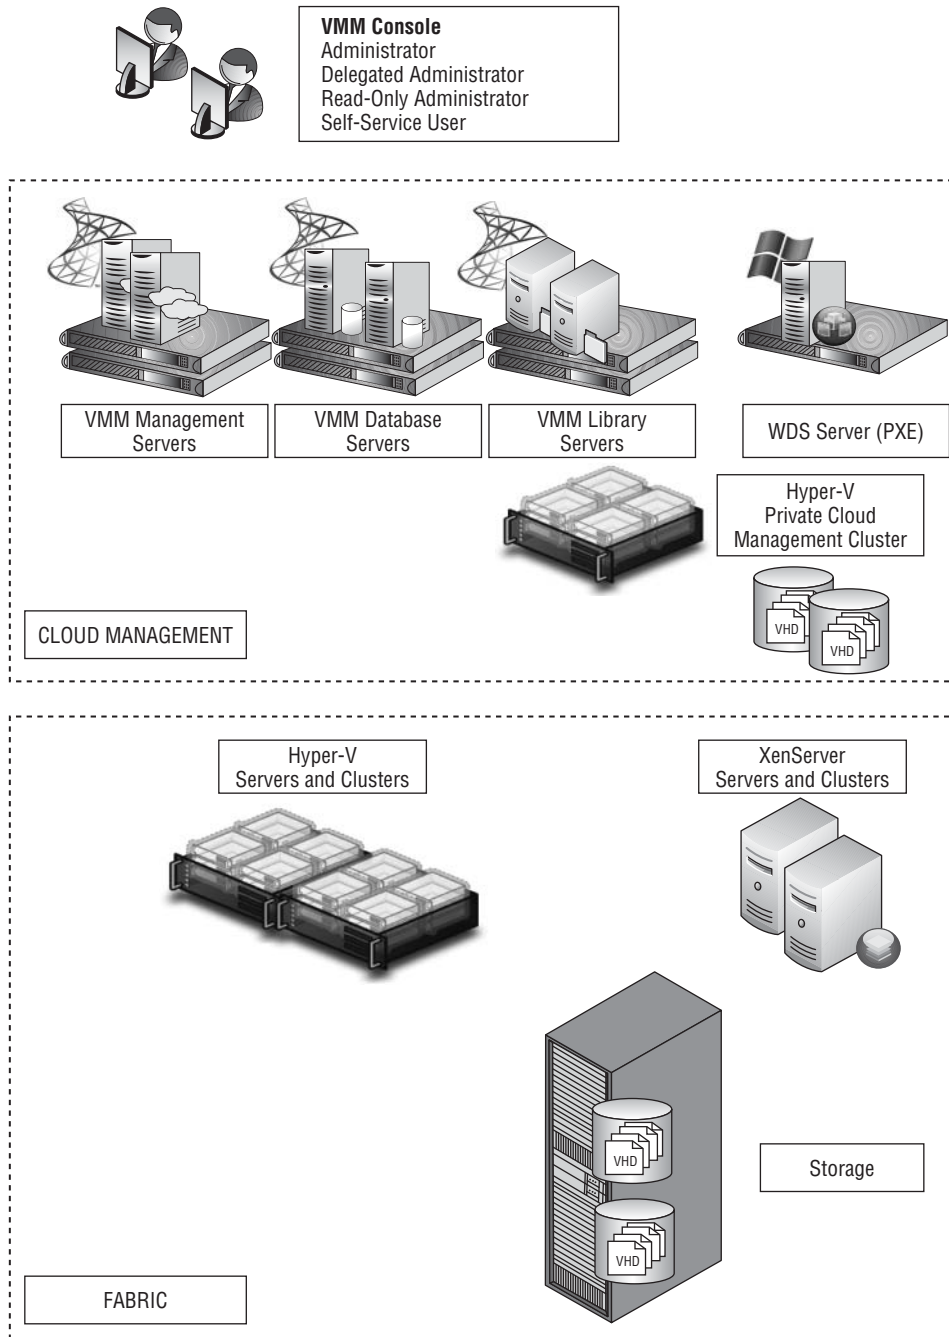 VMM Console
Administrator
Delegated Administrator
Read-Only Administrator
Self-Service User
VMM Management
Servers
VMM Database
Servers
VMM Library
Servers
WDS Server (PXE)
Hyper-V
Private Cloud
Management Cluster
VHD
VHD
CLOUD MANAGEMENT
Hyper-V
Servers and Clusters
XenServer
Servers and Clusters
VHD
Storage
VHD
FABRIC